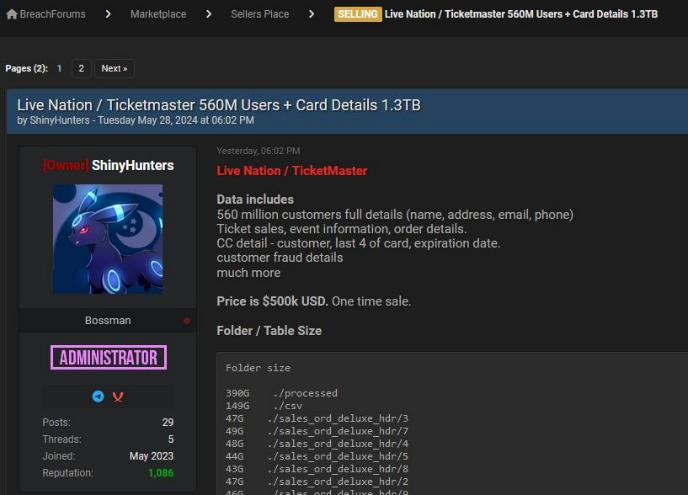 BreachForums > Marketplace > Sellers Place > SELLING Live Nation / Ticketmaster 560M Users + Card Details 1.3TB
Pages (2): 1 2 Next »
Live Nation / Ticketmaster 560M Users + Card Details 1.3TB
by ShinyHunters - Tuesday May 28, 2024 at 06:02 PM
[Owner] ShinyHunters
Bossman
ADMINISTRATOR
Posts: 29
Threads: 5
Joined: May 2023
Reputation: 1,086
Yesterday, 06:02 PM
Live Nation / TicketMaster
Data includes
560 million customers full details (name, address, email, phone)
Ticket sales, event information, order details.
CC detail - customer, last 4 of card, expiration date.
customer fraud details
much more
Price is $500k USD. One time sale.
Folder / Table Size
Folder size
390G ./processed
149G ./csv
47G ./sales_ord_deluxe_hdr/3
49G ./sales_ord_deluxe_hdr/7
48G ./sales_ord_deluxe_hdr/4
44G ./sales_ord_deluxe_hdr/5
43G ./sales_ord_deluxe_hdr/8
47G ./sales_ord_deluxe_hdr/2
46G ./sales_ord_deluxe_hdr/9